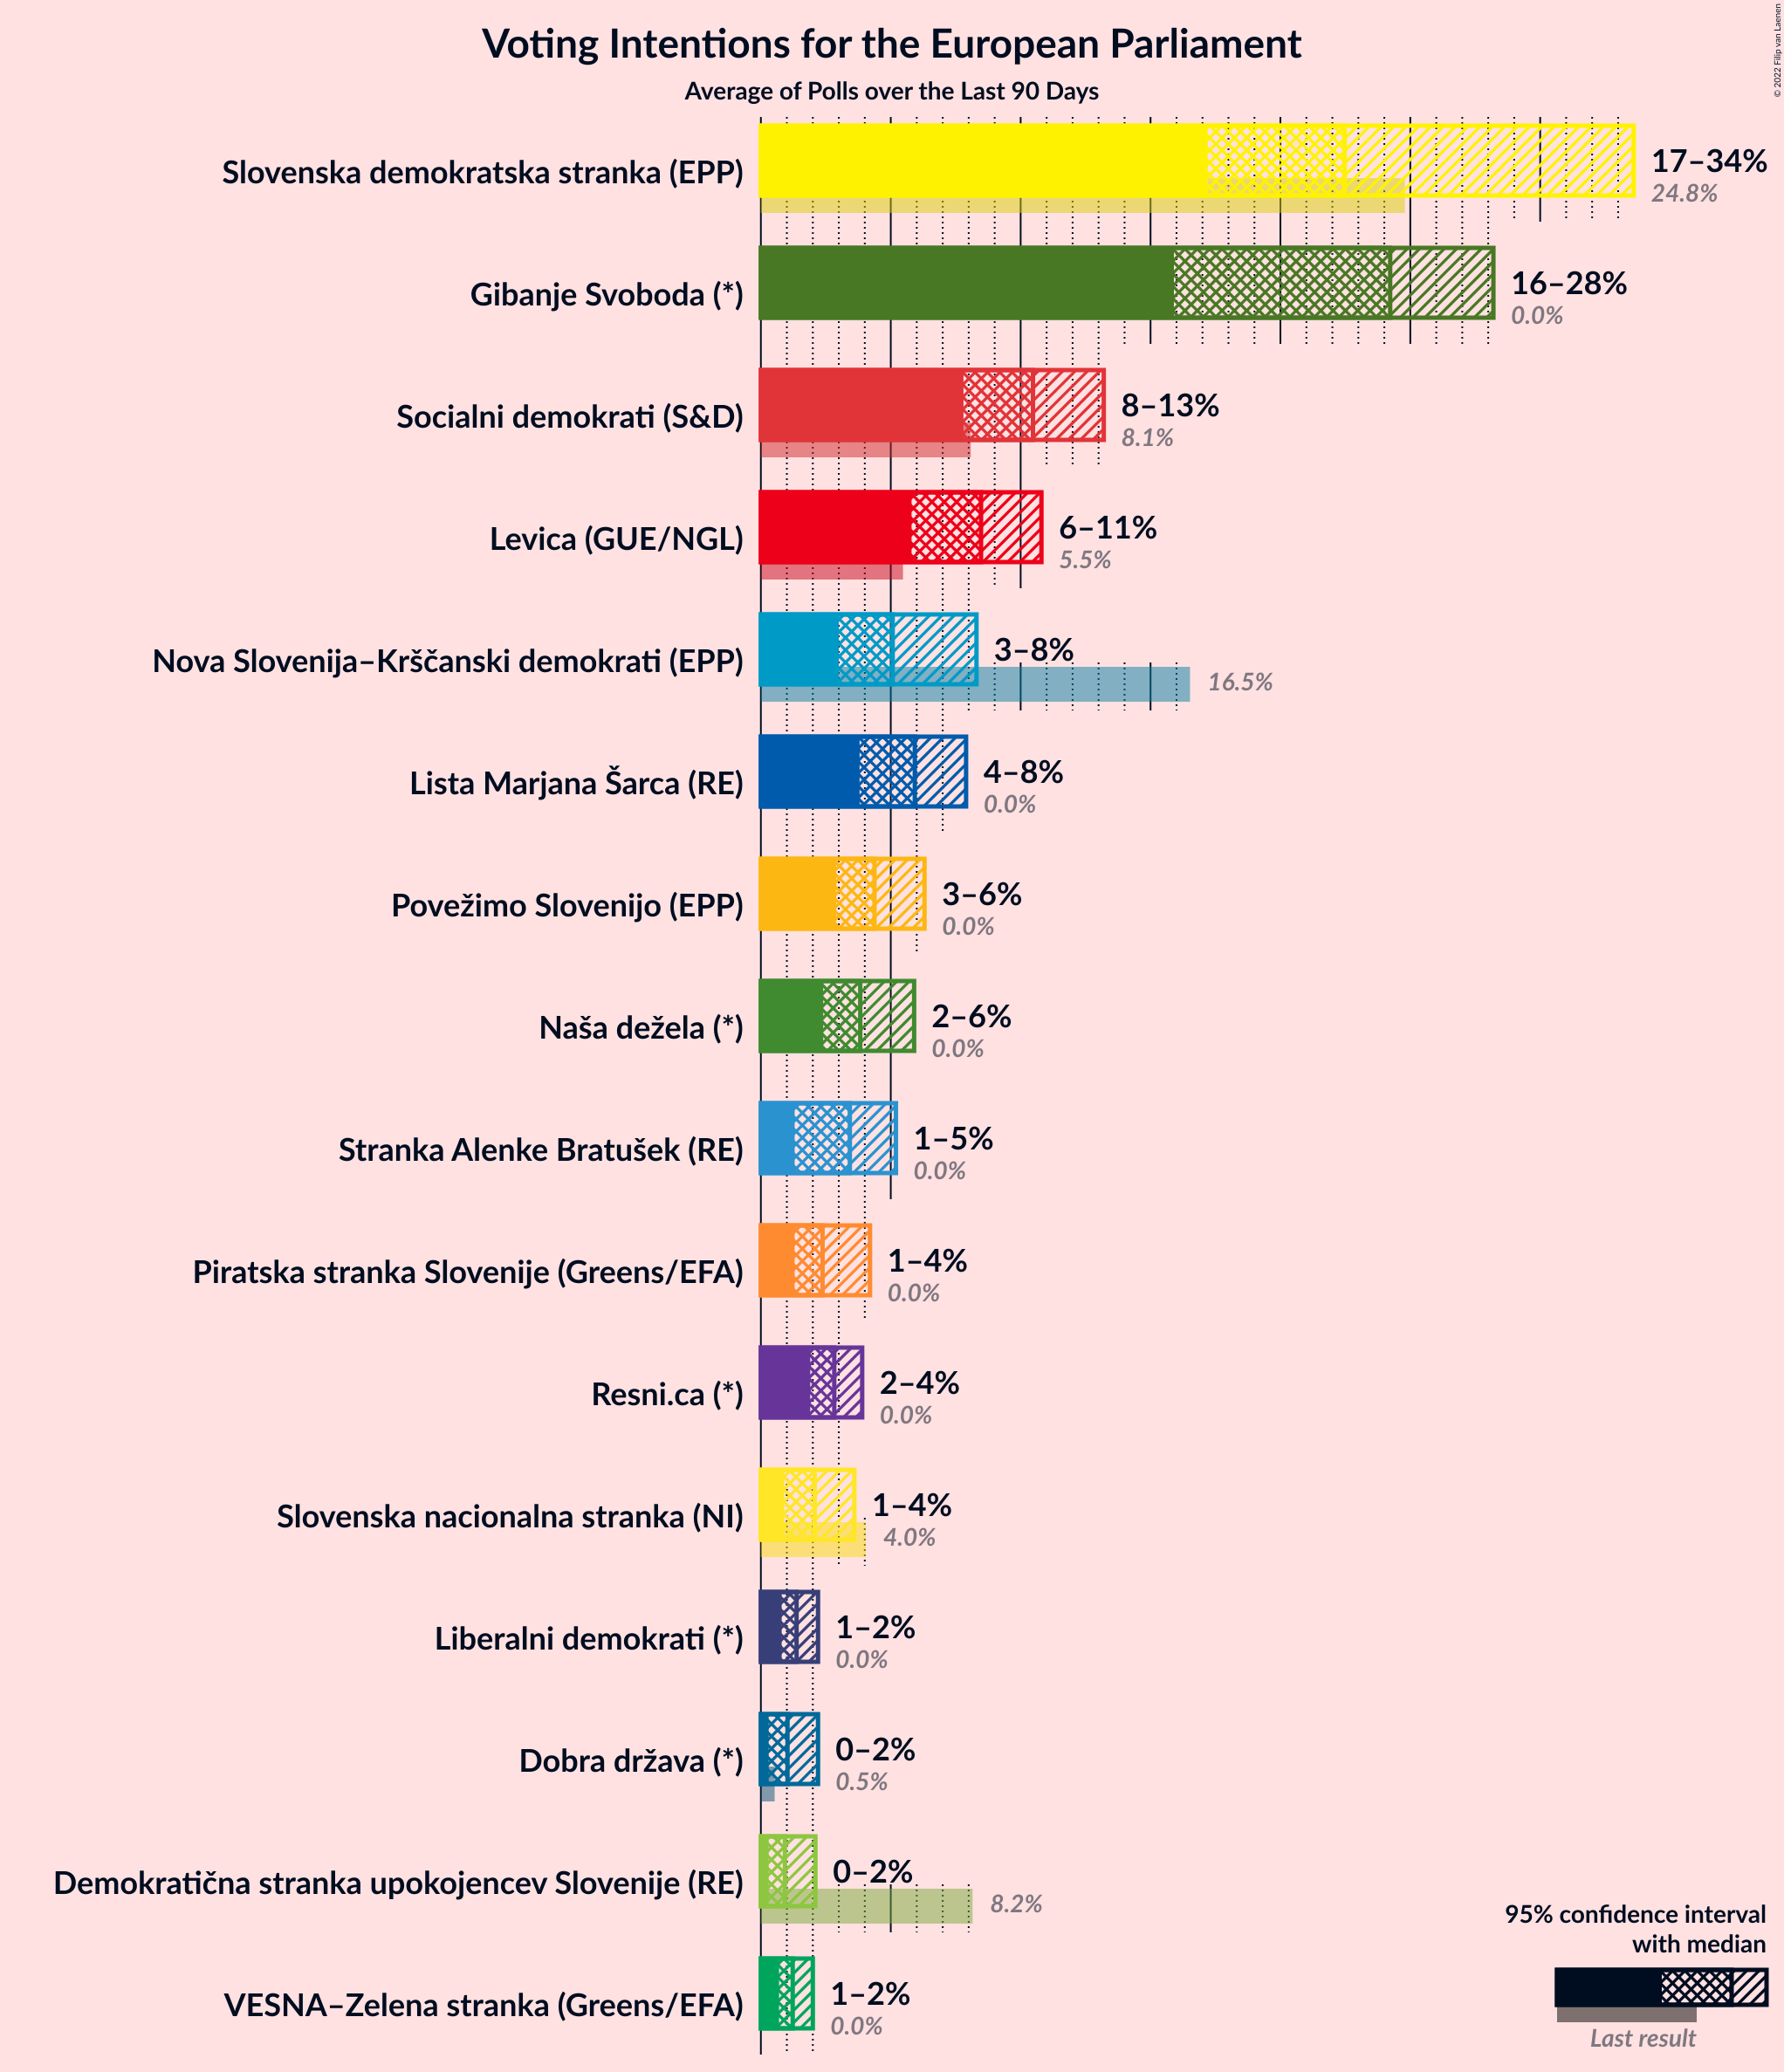 Voting Intentions for the European Parliament
Average of Polls over the Last 90 Days
© 2022 Filip van Laenen
Slovenska demokratska stranka (EPP)
17–34%
24.8%
Gibanje Svoboda (*)
16–28%
0.0%
Socialni demokrati (S&D)
8–13%
8.1%
Levica (GUE/NGL)
6–11%
5.5%
Nova Slovenija–Krščanski demokrati (EPP)
3–8%
16.5%
Lista Marjana Šarca (RE)
4–8%
0.0%
Povežimo Slovenijo (EPP)
3–6%
0.0%
Naša dežela (*)
2–6%
0.0%
Stranka Alenke Bratušek (RE)
1–5%
0.0%
Piratska stranka Slovenije (Greens/EFA)
1–4%
0.0%
Resni.ca (*)
2–4%
0.0%
Slovenska nacionalna stranka (NI)
1–4%
4.0%
Liberalni demokrati (*)
1–2%
0.0%
Dobra država (*)
0–2%
0.5%
Demokratična stranka upokojencev Slovenije (RE)
0–2%
8.2%
VESNA–Zelena stranka (Greens/EFA)
1–2%
0.0%
95% confidence interval
with median
Last result